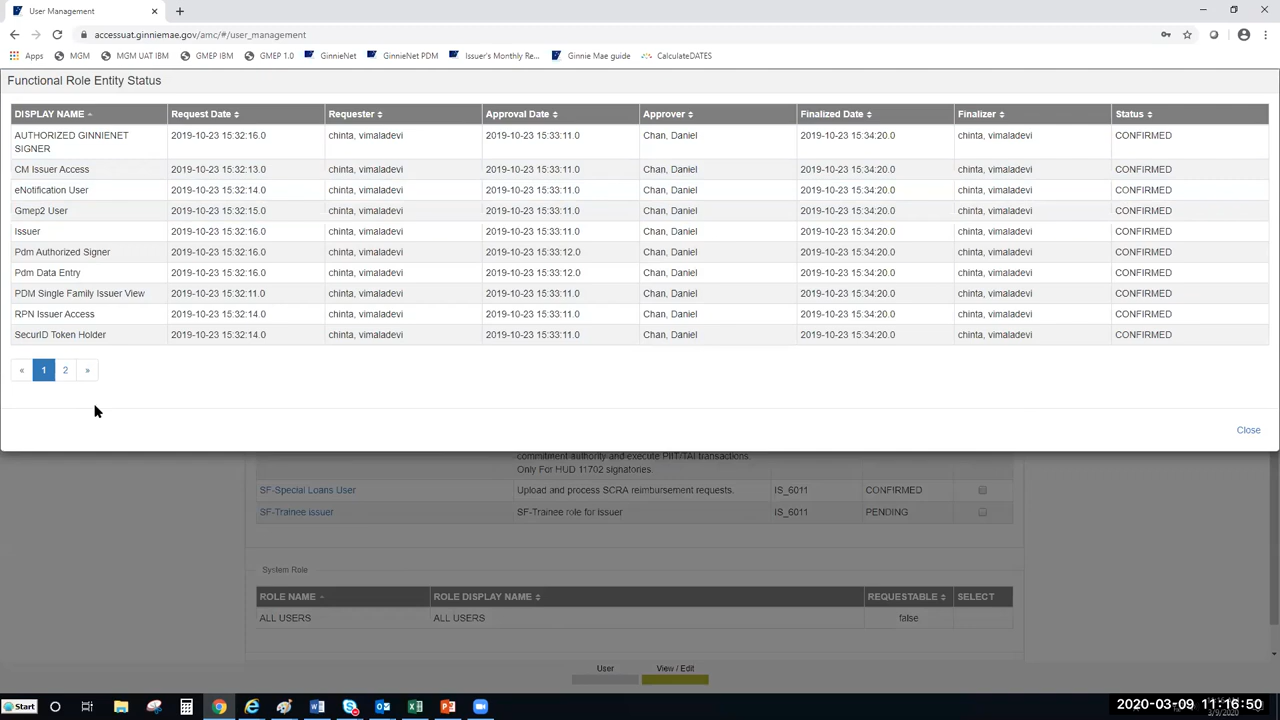 User Management
accessuat.ginniemae.gov/amc/#/user_management
Apps MGM MGM UAT IBM GMEP IBM GMEP 1.0 GinnieNet GinnieNet PDM Issuer's Monthly Re... Ginnie Mae guide CalculateDATES
Functional Role Entity Status
DISPLAY NAME Request Date Requester Approval Date Approver Finalized Date Finalizer Status
AUTHORIZED GINNIENET 2019-10-23 15:32:16.0 chinta, vimaladevi 2019-10-23 15:33:11.0 Chan, Daniel 2019-10-23 15:34:20.0 chinta, vimaladevi CONFIRMED
SIGNER
CM Issuer Access 2019-10-23 15:32:13.0 chinta, vimaladevi 2019-10-23 15:33:11.0 Chan, Daniel 2019-10-23 15:34:20.0 chinta, vimaladevi CONFIRMED
eNotification User 2019-10-23 15:32:14.0 chinta, vimaladevi 2019-10-23 15:33:11.0 Chan, Daniel 2019-10-23 15:34:20.0 chinta, vimaladevi CONFIRMED
Gmep2 User 2019-10-23 15:32:15.0 chinta, vimaladevi 2019-10-23 15:33:11.0 Chan, Daniel 2019-10-23 15:34:20.0 chinta, vimaladevi CONFIRMED
Issuer 2019-10-23 15:32:16.0 chinta, vimaladevi 2019-10-23 15:33:11.0 Chan, Daniel 2019-10-23 15:34:20.0 chinta, vimaladevi CONFIRMED
Pdm Authorized Signer 2019-10-23 15:32:16.0 chinta, vimaladevi 2019-10-23 15:33:12.0 Chan, Daniel 2019-10-23 15:34:20.0 chinta, vimaladevi CONFIRMED
Pdm Data Entry 2019-10-23 15:32:16.0 chinta, vimaladevi 2019-10-23 15:33:12.0 Chan, Daniel 2019-10-23 15:34:20.0 chinta, vimaladevi CONFIRMED
PDM Single Family Issuer View 2019-10-23 15:32:11.0 chinta, vimaladevi 2019-10-23 15:33:11.0 Chan, Daniel 2019-10-23 15:34:20.0 chinta, vimaladevi CONFIRMED
RPN Issuer Access 2019-10-23 15:32:14.0 chinta, vimaladevi 2019-10-23 15:33:11.0 Chan, Daniel 2019-10-23 15:34:20.0 chinta, vimaladevi CONFIRMED
SecurID Token Holder 2019-10-23 15:32:14.0 chinta, vimaladevi 2019-10-23 15:33:11.0 Chan, Daniel 2019-10-23 15:34:20.0 chinta, vimaladevi CONFIRMED
« 1 2 »
Close
commitment authority and execute PIIT/TAI transactions.
Only For HUD 11702 signatories
SF-Special Loans User Upload and process SCRA reimbursement requests. IS_6011 CONFIRMED
SF-Trainee Issuer SF-Trainee role for issuer IS_6011 PENDING
System Role
ROLE NAME ROLE DISPLAY NAME REQUESTABLE SELECT
ALL USERS ALL USERS false
User View / Edit
Start
2020-03-09 11:16:50
3/9/2020